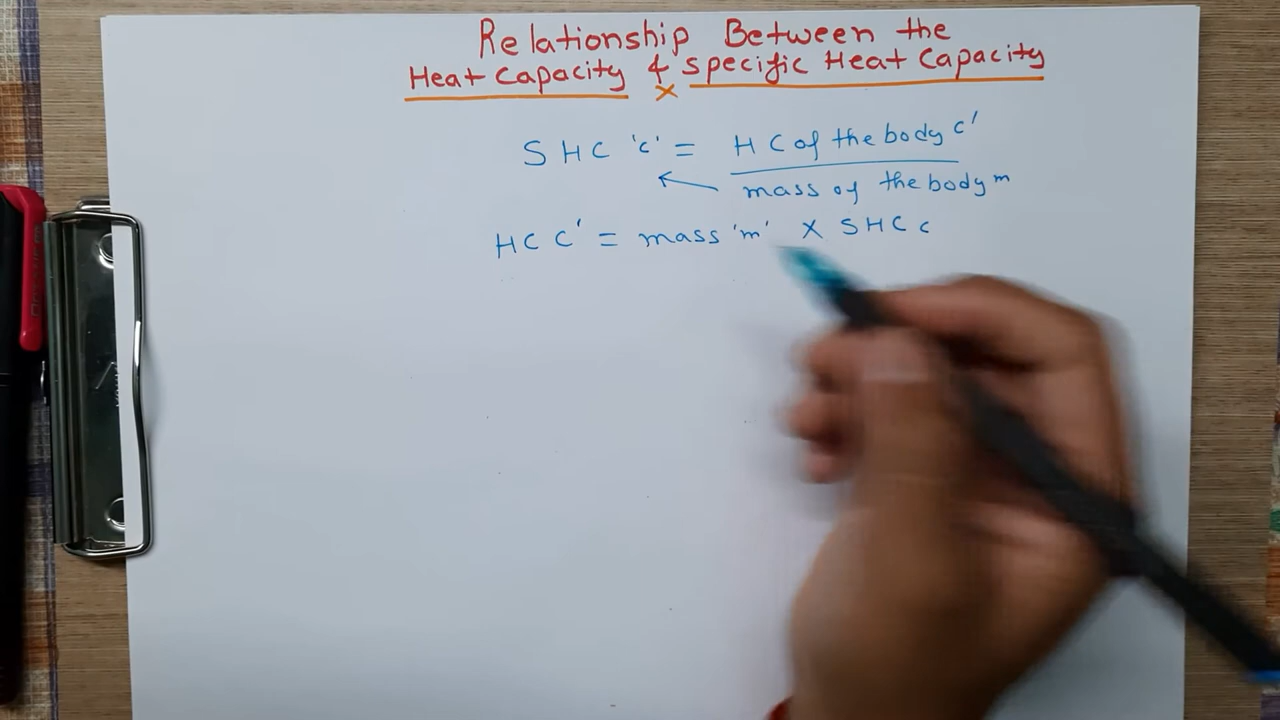 Relationship Between the
Heat Capacity & Specific Heat Capacity
x
SHC 'c' = HC of the body c'
mass of the body m
HC C' = mass 'm' X SHC c